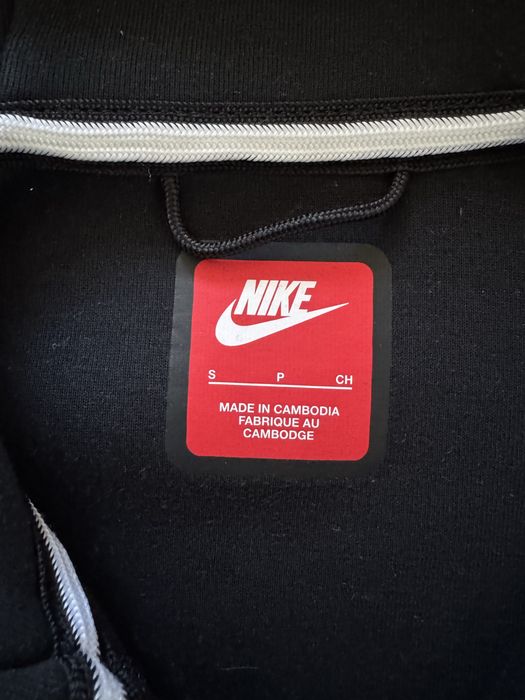 NIKE
S P CH
MADE IN CAMBODIA
FABRIQUE AU
CAMBODGE